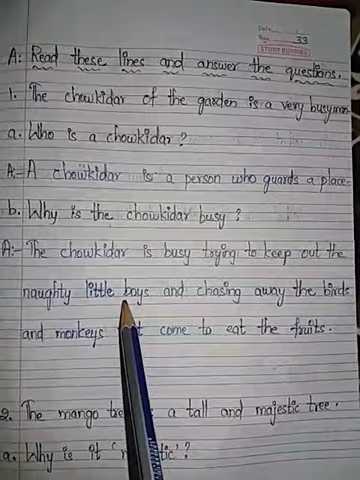 Date
Page 33
STUDY BUDDIES
A: Read these lines and answer the questions.
1. The chowkidar of the garden is a very busy man
a. Who is a chowkidar?
A:- A chowkidar is a person who guards a place-
b. Why is the chowkidar busy?
A:- The chowkidar is busy trying to keep out the
naughty little boys and chasing away the birds
and monkeys come to eat the fruits.
2. The mango a tall and majestic tree.
a. Why is it